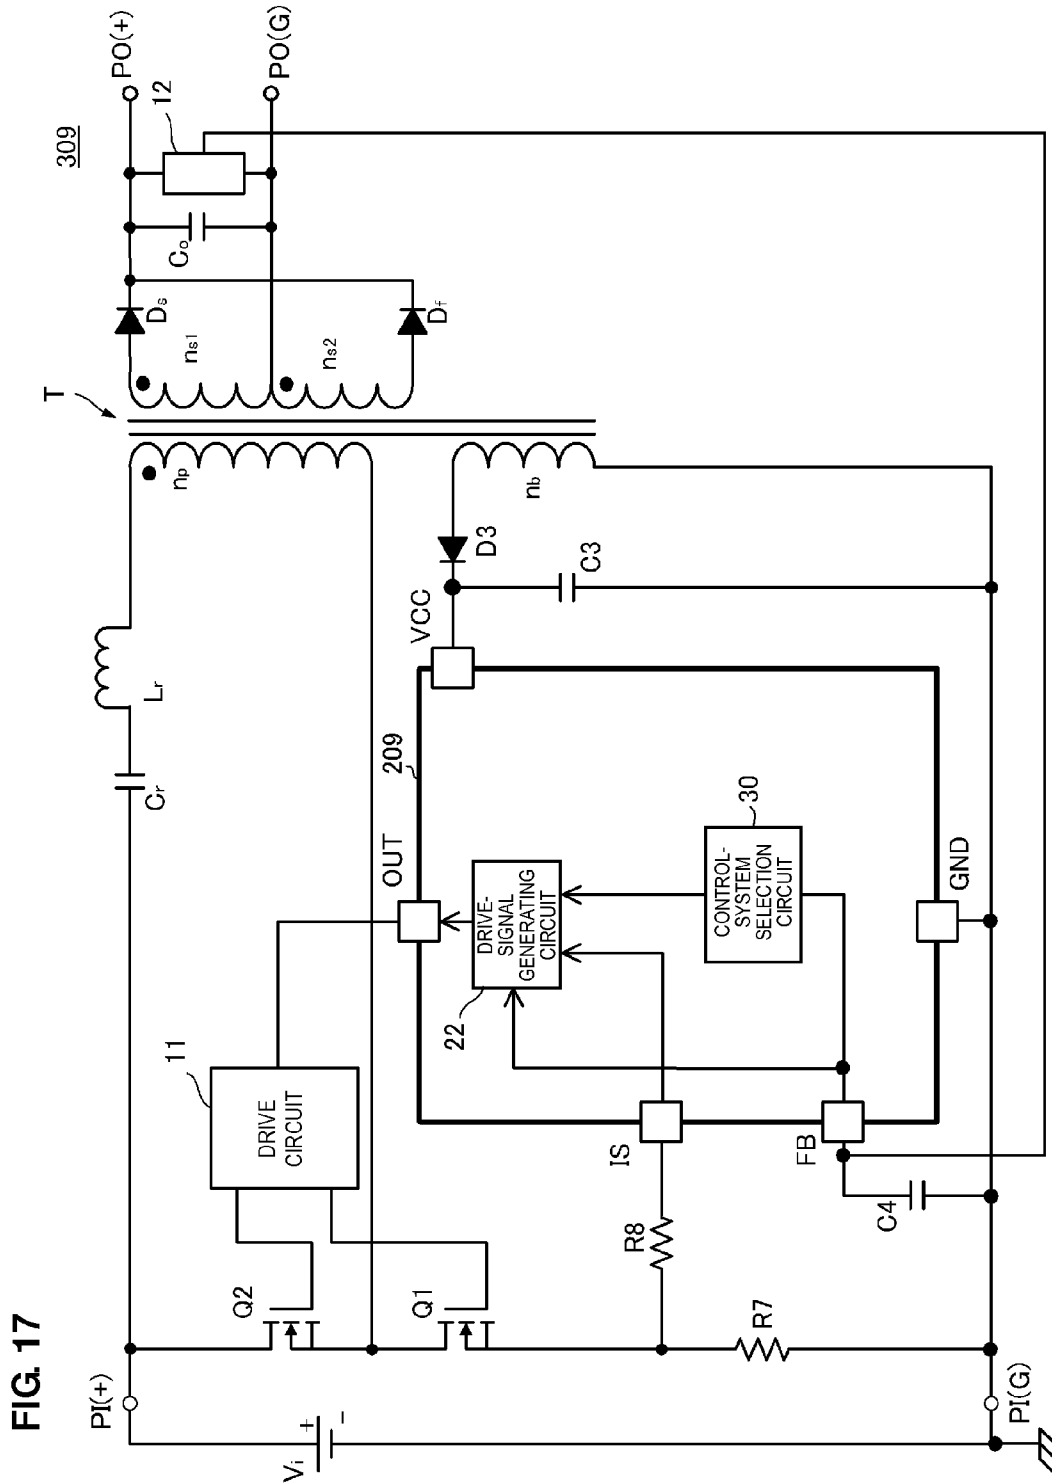 FIG. 17
309
T
PI(+)
Vi
+
-
PI(G)
Q2
Q1
R7
R8
C4
11
DRIVE
CIRCUIT
Cr
Lr
np
ns1
ns2
nb
Ds
Df
Co
12
PO(+)
PO(G)
OUT
209
VCC
D3
C3
IS
FB
GND
22
DRIVE-
SIGNAL
GENERATING
CIRCUIT
30
CONTROL-
SYSTEM
SELECTION
CIRCUIT